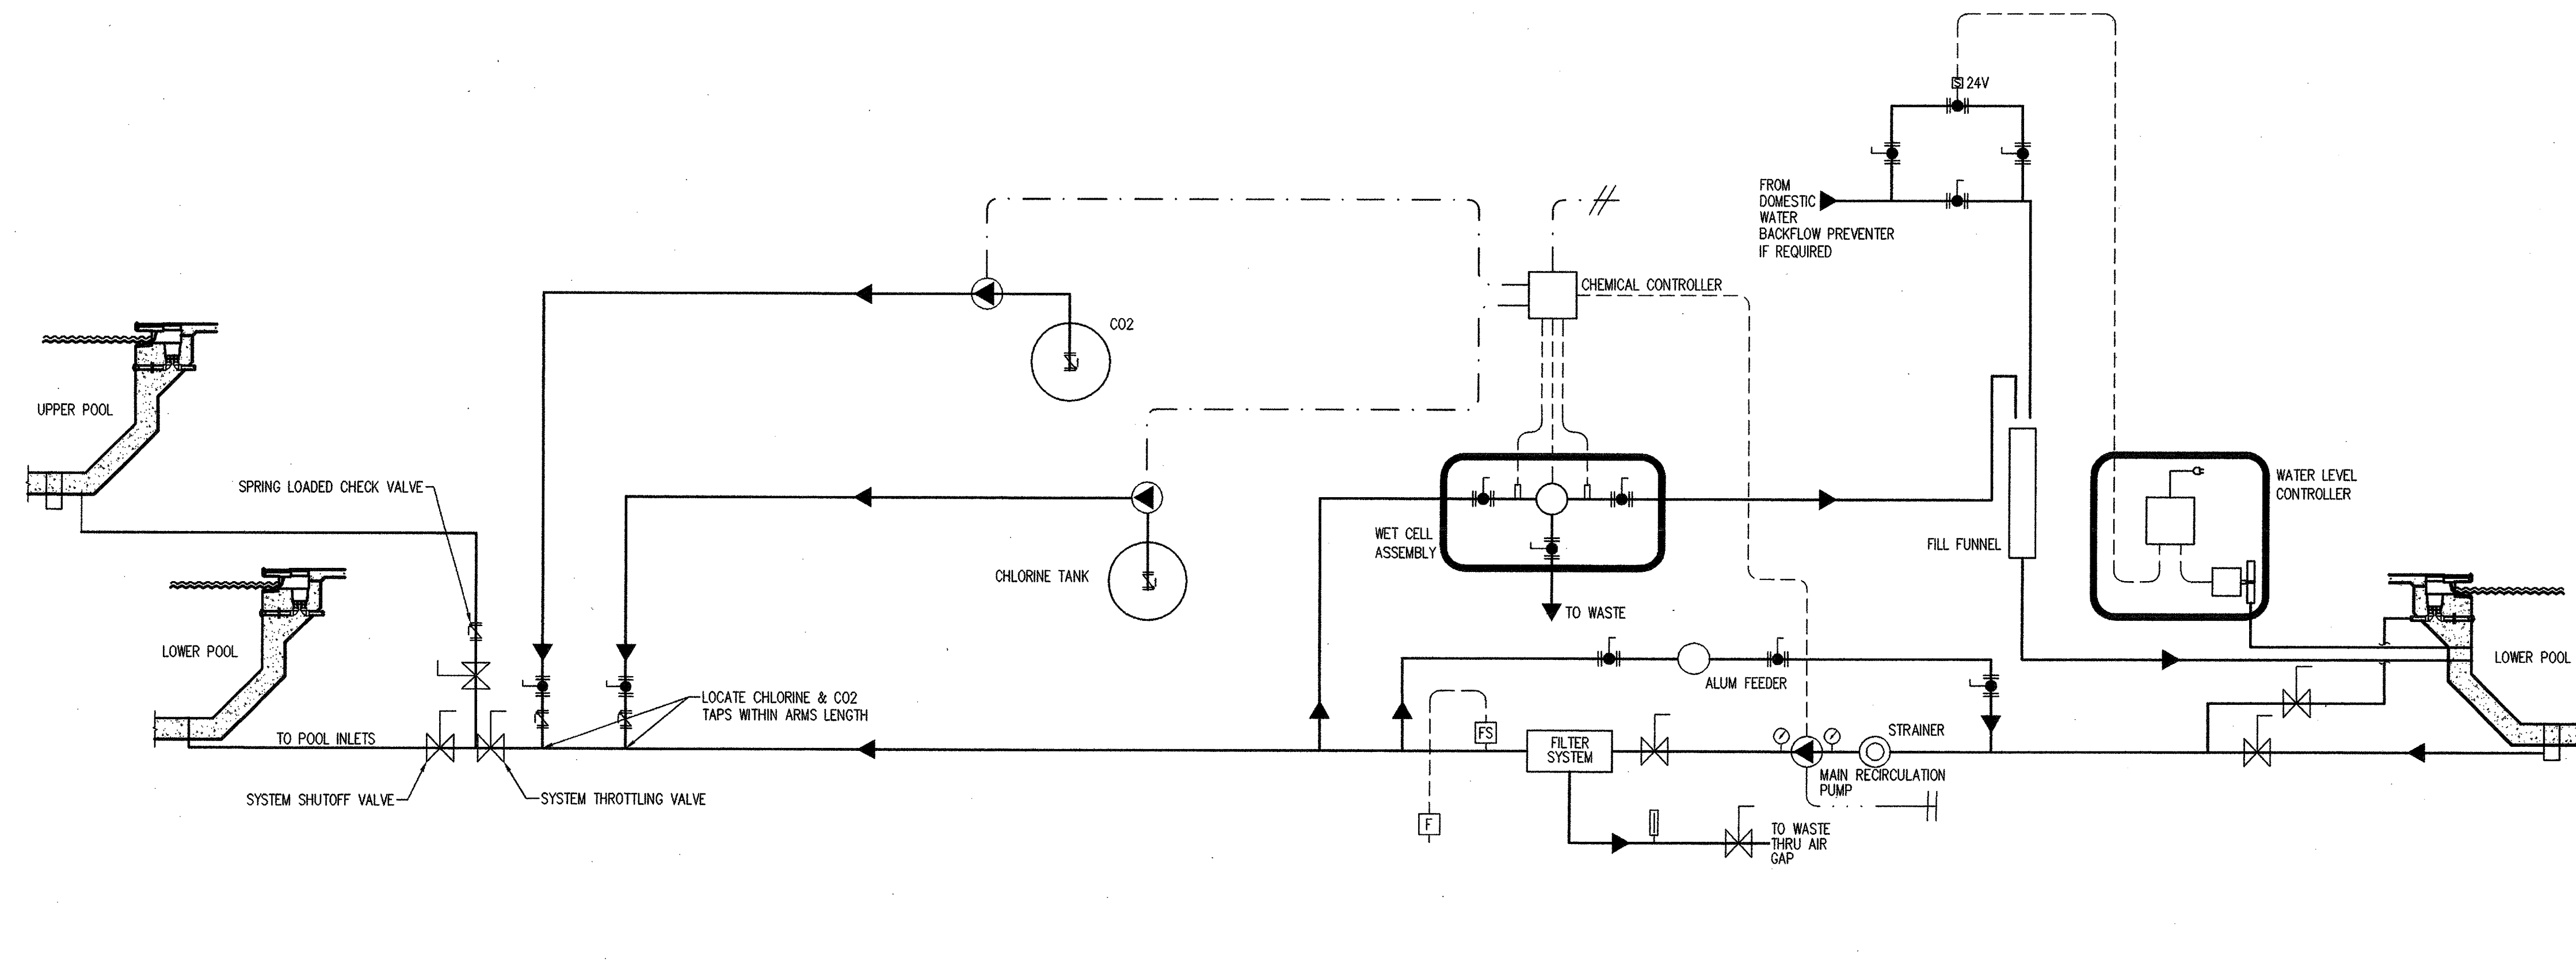 S 24V
FROM
DOMESTIC
WATER
BACKFLOW PREVENTER
IF REQUIRED
CHEMICAL CONTROLLER
CO2
UPPER POOL
SPRING LOADED CHECK VALVE
WATER LEVEL
CONTROLLER
WET CELL
ASSEMBLY
FILL FUNNEL
CHLORINE TANK
TO WASTE
LOWER POOL
LOWER POOL
ALUM FEEDER
LOCATE CHLORINE & CO2
TAPS WITHIN ARMS LENGTH
TO POOL INLETS
FS
FILTER
SYSTEM
STRAINER
MAIN RECIRCULATION
PUMP
SYSTEM SHUTOFF VALVE
SYSTEM THROTTLING VALVE
F
TO WASTE
THRU AIR
GAP